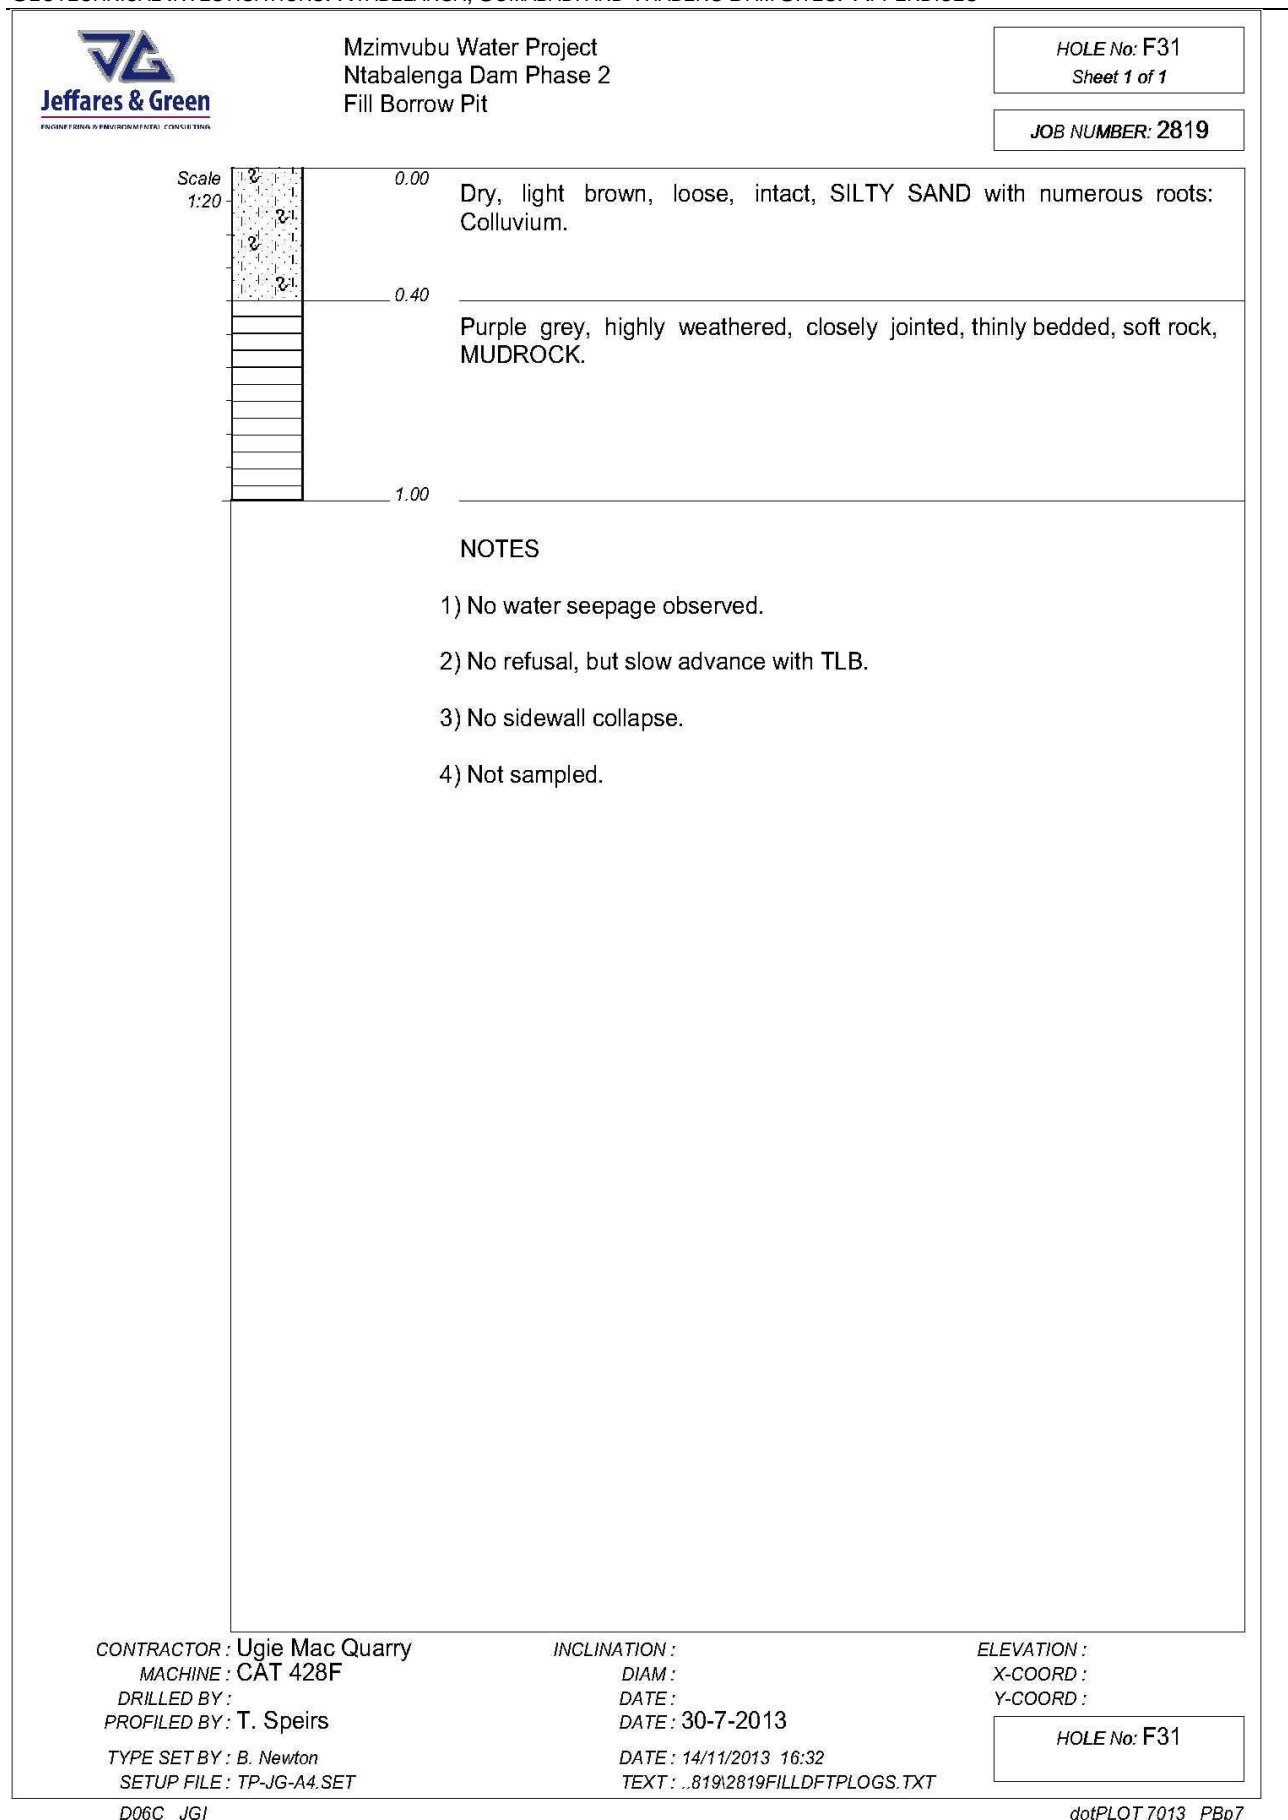 Mzimvubu Water Project
Ntabalenga Dam Phase 2
Fill Borrow Pit
HOLE No: F31
Sheet 1 of 1
JOB NUMBER: 2819
JG
Jeffares & Green
ENGINEERING & ENVIRONMENTAL CONSULTING
Scale
1:20
0.00
Dry, light brown, loose, intact, SILTY SAND with numerous roots:
Colluvium.
0.40
Purple grey, highly weathered, closely jointed, thinly bedded, soft rock,
MUDROCK.
1.00
NOTES
1) No water seepage observed.
2) No refusal, but slow advance with TLB.
3) No sidewall collapse.
4) Not sampled.
CONTRACTOR : Ugie Mac Quarry
MACHINE : CAT 428F
DRILLED BY :
PROFILED BY : T. Speirs
TYPE SET BY : B. Newton
SETUP FILE : TP-JG-A4.SET
INCLINATION :
DIAM :
DATE :
DATE : 30-7-2013
DATE : 14/11/2013 16:32
TEXT : ..819\2819FILLDFTPLOGS.TXT
ELEVATION :
X-COORD :
Y-COORD :
HOLE No: F31
D06C JGI
dotPLOT 7013 PBp7